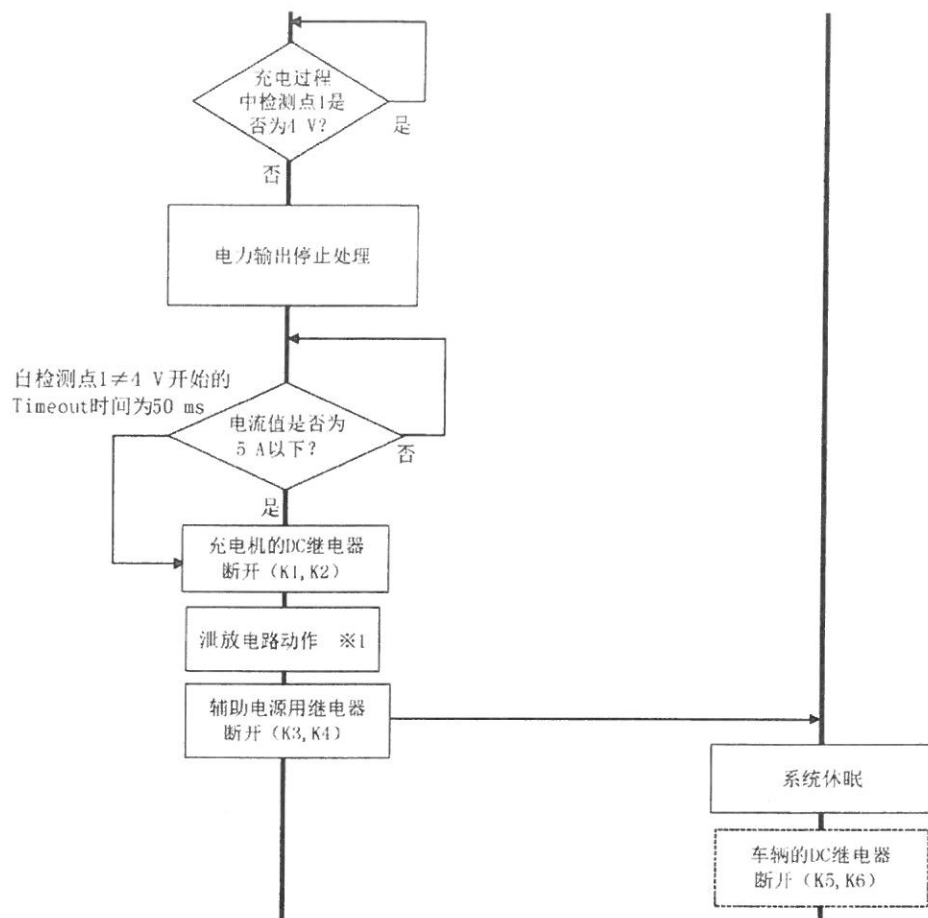 充电过程
中检测点1是
否为4 V?
是
否
电力输出停止处理
自检测点1≠4 V开始的
Timeout时间为50 ms
电流值是否为
5 A以下?
否
是
充电机的DC继电器
断开（K1,K2）
泄放电路动作 ※1
辅助电源用继电器
断开（K3,K4）
系统休眠
车辆的DC继电器
断开（K5,K6）